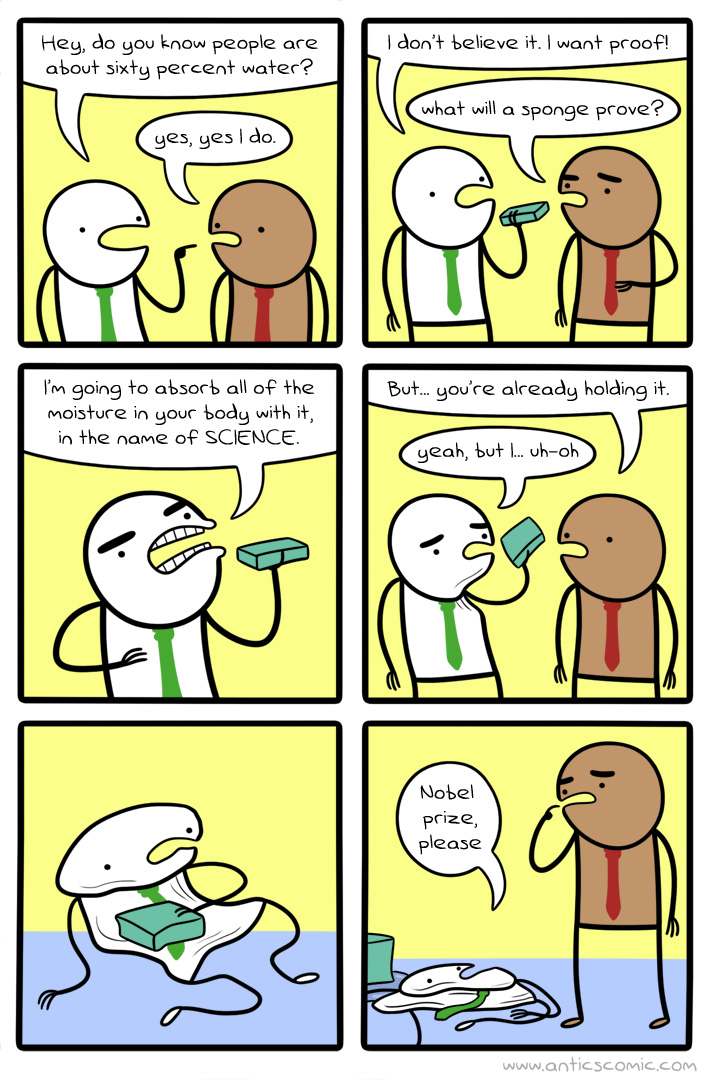 Hey, do you know people are
about sixty percent water?
yes, yes I do.
I don't believe it. I want proof!
what will a sponge prove?
I'm going to absorb all of the
moisture in your body with it,
in the name of SCIENCE.
But... you're already holding it.
yeah, but I... uh-oh
Nobel
prize,
please
www.anticscomic.com